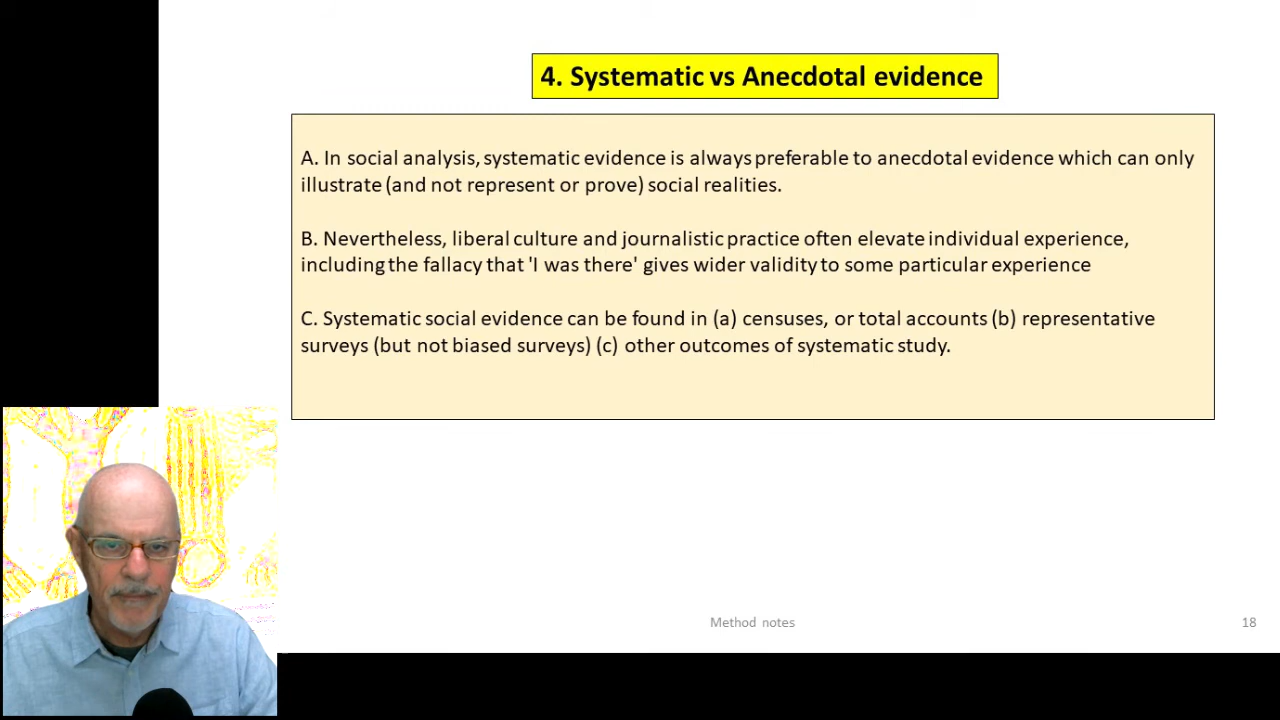 4. Systematic vs Anecdotal evidence
A. In social analysis, systematic evidence is always preferable to anecdotal evidence which can only
illustrate (and not represent or prove) social realities.
B. Nevertheless, liberal culture and journalistic practice often elevate individual experience,
including the fallacy that 'I was there' gives wider validity to some particular experience
C. Systematic social evidence can be found in (a) censuses, or total accounts (b) representative
surveys (but not biased surveys) (c) other outcomes of systematic study.
Method notes
18